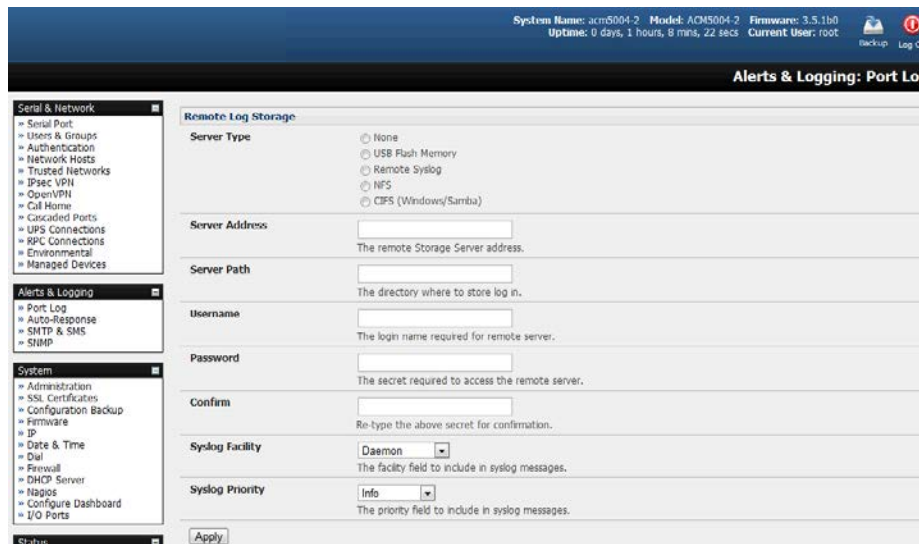 System Name: acm5004-2 Model: ACM5004-2 Firmware: 3.5.1b0
Uptime: 0 days, 1 hours, 8 mins, 22 secs Current User: root
Backup
Log O
Alerts & Logging: Port Lo
Serial & Network
» Serial Port
» Users & Groups
» Authentication
» Network Hosts
» Trusted Networks
» IPsec VPN
» OpenVPN
» Call Home
» Cascaded Ports
» UPS Connections
» RPC Connections
» Environmental
» Managed Devices
Alerts & Logging
» Port Log
» Auto-Response
» SMTP & SMS
» SNMP
System
» Administration
» SSL Certificates
» Configuration Backup
» Firmware
» IP
» Date & Time
» Dial
» Firewall
» DHCP Server
» Nagios
» Configure Dashboard
» I/O Ports
Status
Remote Log Storage
Server Type
None
USB Flash Memory
Remote Syslog
NFS
CIFS (Windows/Samba)
Server Address
The remote Storage Server address.
Server Path
The directory where to store log in.
Username
The login name required for remote server.
Password
The secret required to access the remote server.
Confirm
Re-type the above secret for confirmation.
Syslog Facility
Daemon
The facility field to include in syslog messages.
Syslog Priority
Info
The priority field to include in syslog messages.
Apply